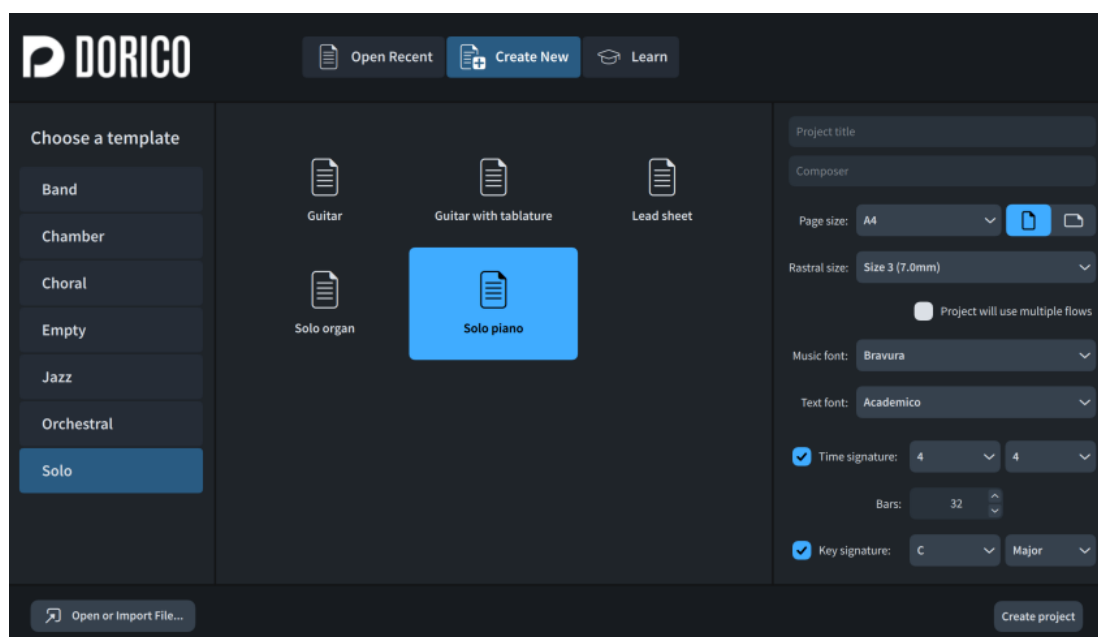 DORICO
Open Recent
Create New
Learn
Choose a template
Band
Chamber
Choral
Empty
Jazz
Orchestral
Solo
Guitar
Guitar with tablature
Lead sheet
Solo organ
Solo piano
Project title
Composer
Page size: A4
Rastral size: Size 3 (7.0mm)
Project will use multiple flows
Music font: Bravura
Text font: Academico
Time signature: 4 4
Bars: 32
Key signature: C Major
Open or Import File...
Create project